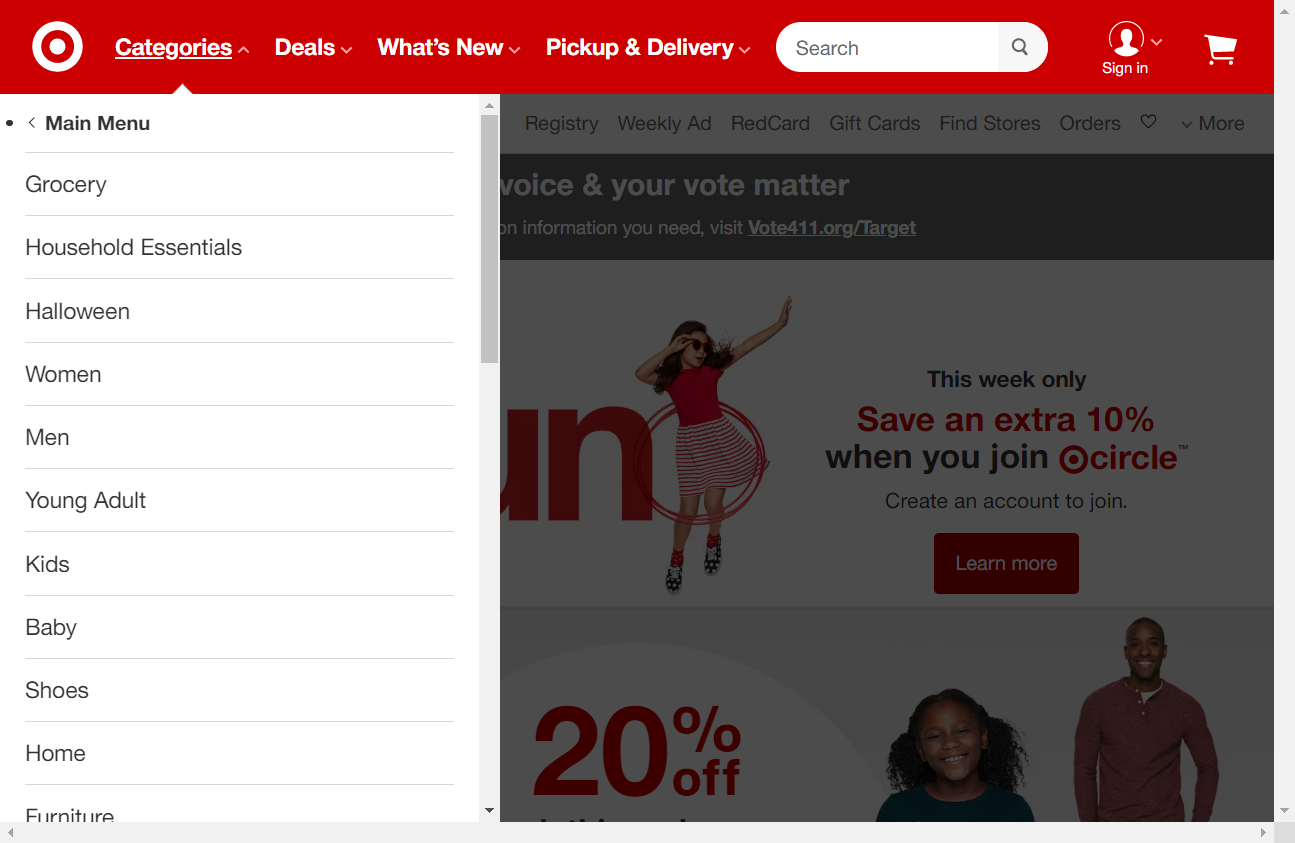 Categories Deals What's New Pickup & Delivery Search Sign in
Main Menu
Registry Weekly Ad RedCard Gift Cards Find Stores Orders More
Grocery
voice & your vote matter
on information you need, visit Vote411.org/Target
Household Essentials
Halloween
Women
Men
Young Adult
Kids
Baby
Shoes
Home
Furniture
un
This week only
Save an extra 10%
when you join circle™
Create an account to join.
Learn more
20% off